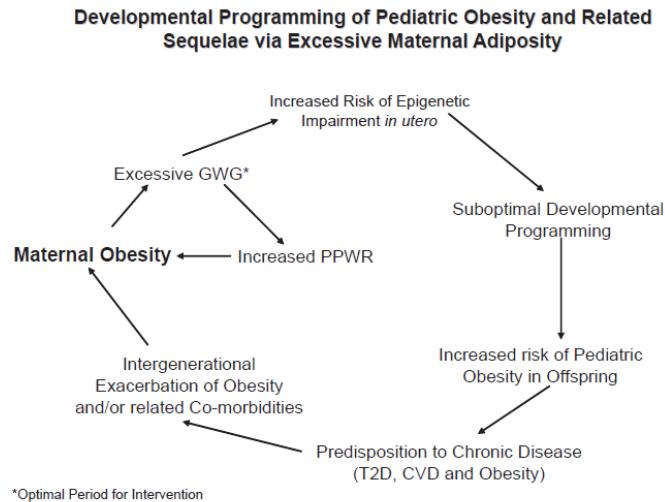 Developmental Programming of Pediatric Obesity and Related
Sequelae via Excessive Maternal Adiposity
Increased Risk of Epigenetic
Impairment in utero
Excessive GWG*
Suboptimal Developmental
Programming
Maternal Obesity
Increased PPWR
Intergenerational
Exacerbation of Obesity
and/or related Co-morbidities
Increased risk of Pediatric
Obesity in Offspring
Predisposition to Chronic Disease
(T2D, CVD and Obesity)
*Optimal Period for Intervention